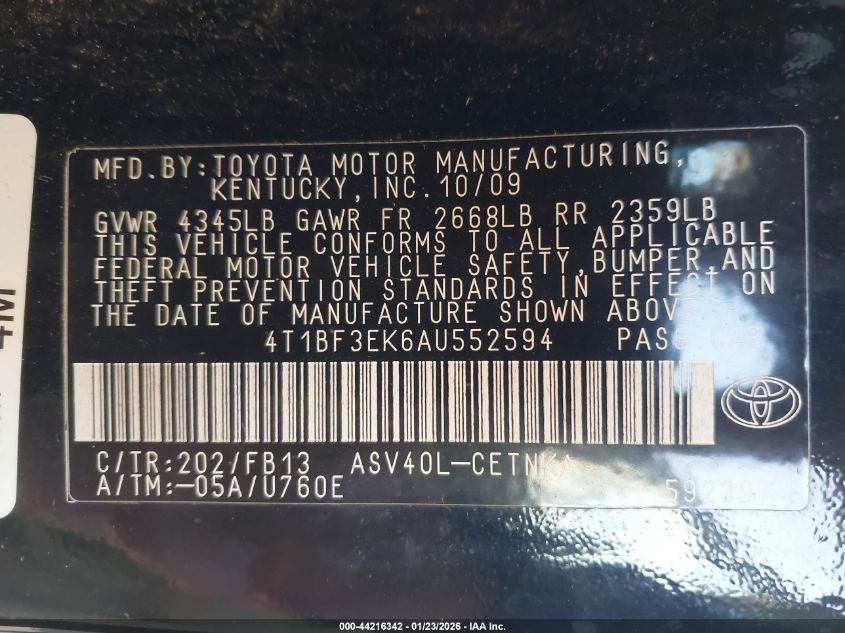 MFD.BY:TOYOTA MOTOR MANUFACTURING,
KENTUCKY,INC.10/09
GVWR 4345LB GAWR FR 2668LB RR 2359LB
THIS VEHICLE CONFORMS TO ALL APPLICABLE
FEDERAL MOTOR VEHICLE SAFETY,BUMPER,AND
THEFT PREVENTION STANDARDS IN EFFECT ON
THE DATE OF MANUFACTURE SHOWN ABOVE.
4T1BF3EK6AU552594 PASS CAR
C/TR:202/FB13 ASV40L-CETNKA
A/TM:-05A/U760E
000-44216342 | 01/23/2026 - IAA Inc.